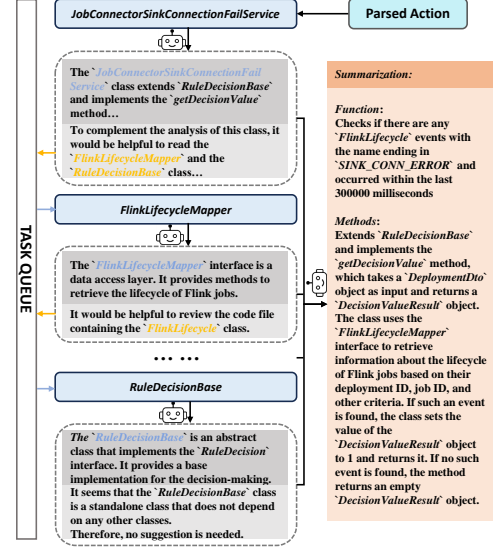 JobConnectorSinkConnectionFailService
Parsed Action
The `JobConnectorSinkConnectionFail
Service` class extends `RuleDecisionBase`
and implements the `getDecisionValue`
method…
To complement the analysis of this class, it
would be helpful to read the
`FlinkLifecycleMapper` and the
`RuleDecisionBase` class…
TASK QUEUE
FlinkLifecycleMapper
The `FlinkLifecycleMapper` interface is a
data access layer. It provides methods to
retrieve the lifecycle of Flink jobs.
It would be helpful to review the code file
containing the `FlinkLifecycle` class.
… …
RuleDecisionBase
The `RuleDecisionBase` is an abstract
class that implements the `RuleDecision`
interface. It provides a base
implementation for the decision-making.
It seems that the `RuleDecisionBase` class
is a standalone class that does not depend
on any other classes.
Therefore, no suggestion is needed.
Summarization:
Function:
Checks if there are any
`FlinkLifecycle` events with
the name ending in
`SINK_CONN_ERROR` and
occurred within the last
300000 milliseconds
Methods:
Extends `RuleDecisionBase`
and implements the
`getDecisionValue` method,
which takes a `DeploymentDto`
object as input and returns a
`DecisionValueResult` object.
The class uses the
`FlinkLifecycleMapper`
interface to retrieve
information about the lifecycle
of Flink jobs based on their
deployment ID, job ID, and
other criteria. If such an event
is found, the class sets the
value of the
`DecisionValueResult` object
to 1 and returns it. If no such
event is found, the method
returns an empty
`DecisionValueResult` object.